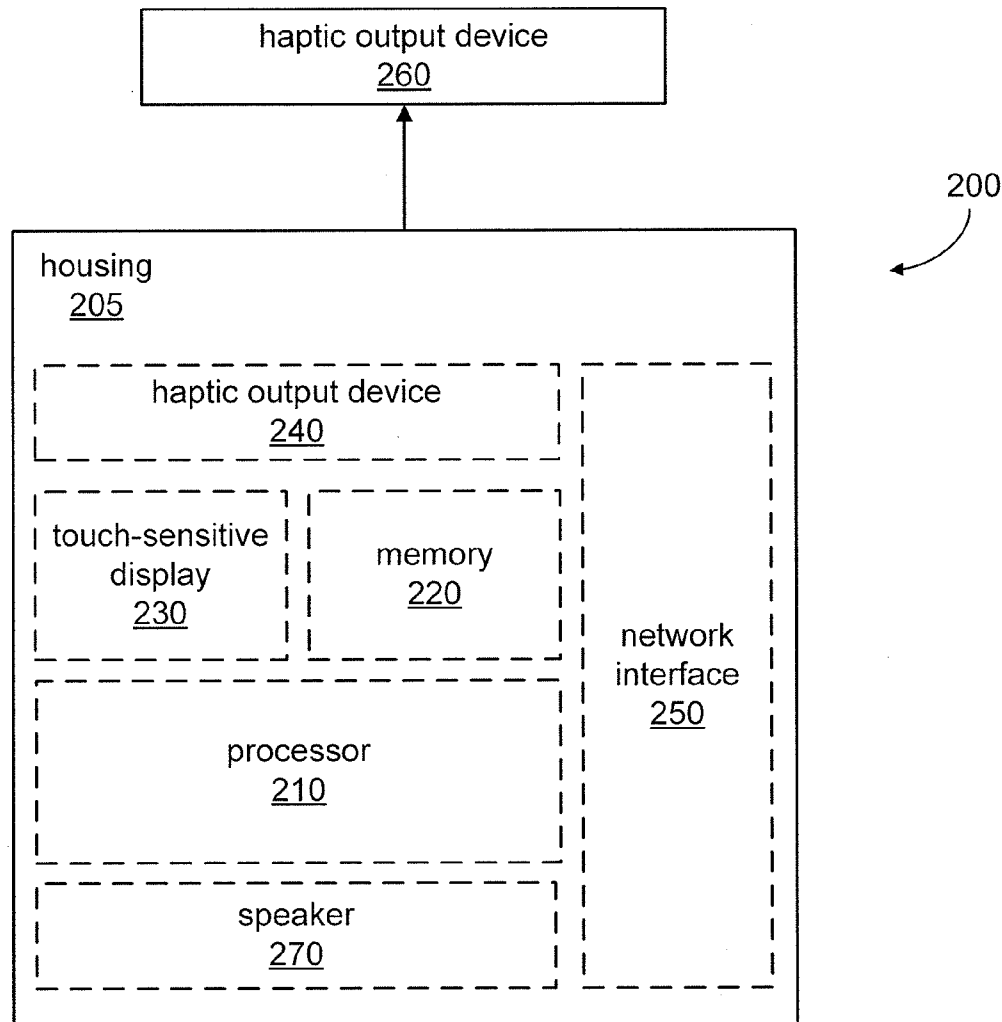 haptic output device
260
200
housing
205
haptic output device
240
touch-sensitive
display
230
memory
220
network
interface
250
processor
210
speaker
270